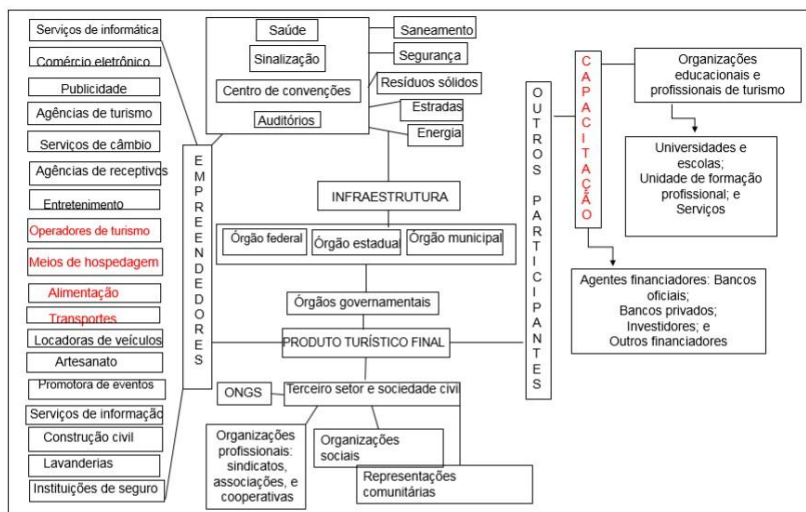 Serviços de informática
Comércio eletrônico
Publicidade
Agências de turismo
Serviços de câmbio
Agências de receptivos
Entretenimento
Operadores de turismo
Meios de hospedagem
Alimentação
Transportes
Locadoras de veículos
Artesanato
Promotora de eventos
Serviços de informação
Construção civil
Lavanderias
Instituições de seguro
EMPREENDEDORES
Saúde
Sinalização
Centro de convenções
Auditórios
Saneamento
Segurança
Resíduos sólidos
Estradas
Energia
INFRAESTRUTURA
Órgão federal
Órgão estadual
Órgão municipal
Órgãos governamentais
PRODUTO TURÍSTICO FINAL
ONGS
Terceiro setor e sociedade civil
Organizações
profissionais:
sindicatos,
associações, e
cooperativas
Organizações
sociais
Representações
comunitárias
OUTROS PARTICIPANTES
CAPACITAÇÃO
Organizações
educacionais e
profissionais de turismo
Universidades e
escolas;
Unidade de formação
profissional; e
Serviços
Agentes financiadores: Bancos
oficiais;
Bancos privados;
Investidores; e
Outros financiadores